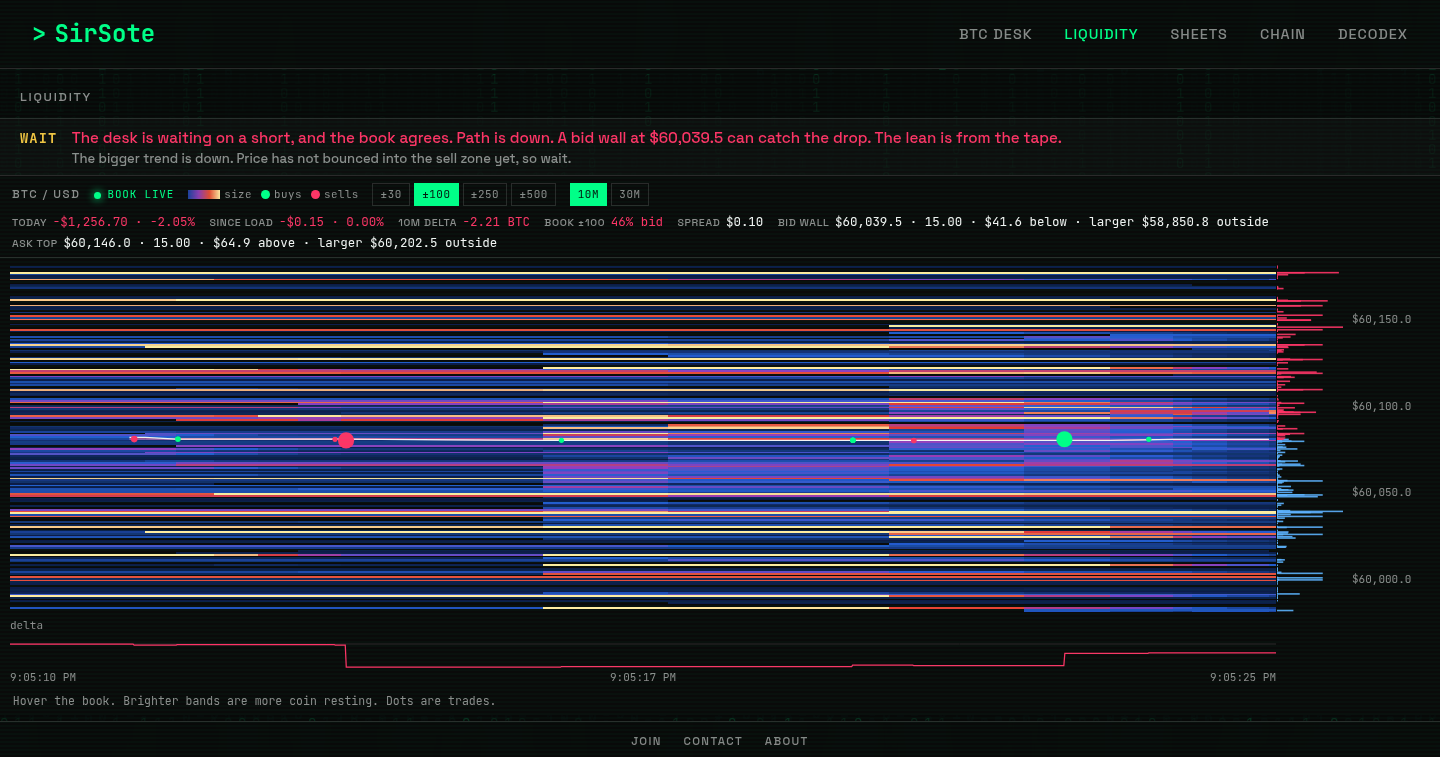 > SirSote
BTC DESK LIQUIDITY SHEETS CHAIN DECODEX
LIQUIDITY
WAIT The desk is waiting on a short, and the book agrees. Path is down. A bid wall at $60,039.5 can catch the drop. The lean is from the tape.
The bigger trend is down. Price has not bounced into the sell zone yet, so wait.
BTC / USD BOOK LIVE size buys sells ±30 ±100 ±250 ±500 10M 30M
TODAY -$1,256.70 · -2.05% SINCE LOAD -$0.15 · 0.00% 10M DELTA -2.21 BTC BOOK ±100 46% bid SPREAD $0.10 BID WALL $60,039.5 · 15.00 · $41.6 below · larger $58,850.8 outside
ASK TOP $60,146.0 · 15.00 · $64.9 above · larger $60,202.5 outside
$60,150.0
$60,100.0
$60,050.0
$60,000.0
delta
9:05:10 PM 9:05:17 PM 9:05:25 PM
Hover the book. Brighter bands are more coin resting. Dots are trades.
JOIN CONTACT ABOUT